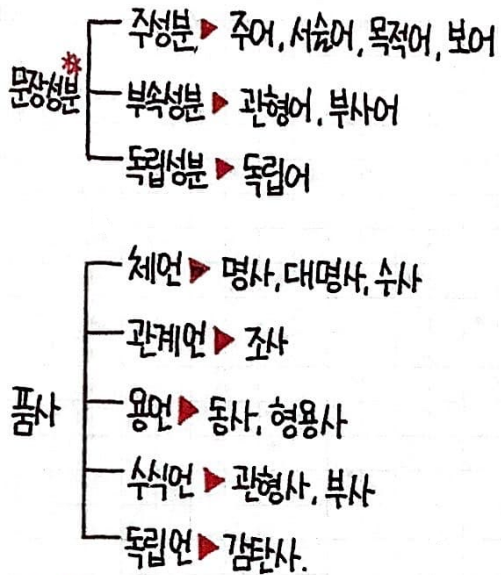 주성분 ▶ 주어, 서술어, 목적어, 보어
문장성분*
부속성분 ▶ 관형어, 부사어
독립성분 ▶ 독립어
체언 ▶ 명사, 대명사, 수사
관계언 ▶ 조사
품사
용언 ▶ 동사, 형용사
수식언 ▶ 관형사, 부사
독립언 ▶ 감탄사.